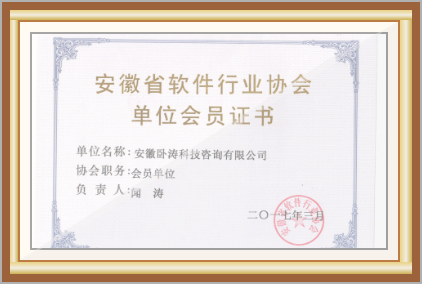 安徽省软件行业协会
单位会员证书
单位名称：安徽卧涛科技咨询有限公司
协会职务：会员单位
负 责 人：闻 涛
二〇一七年三月
安徽省软件行业协会